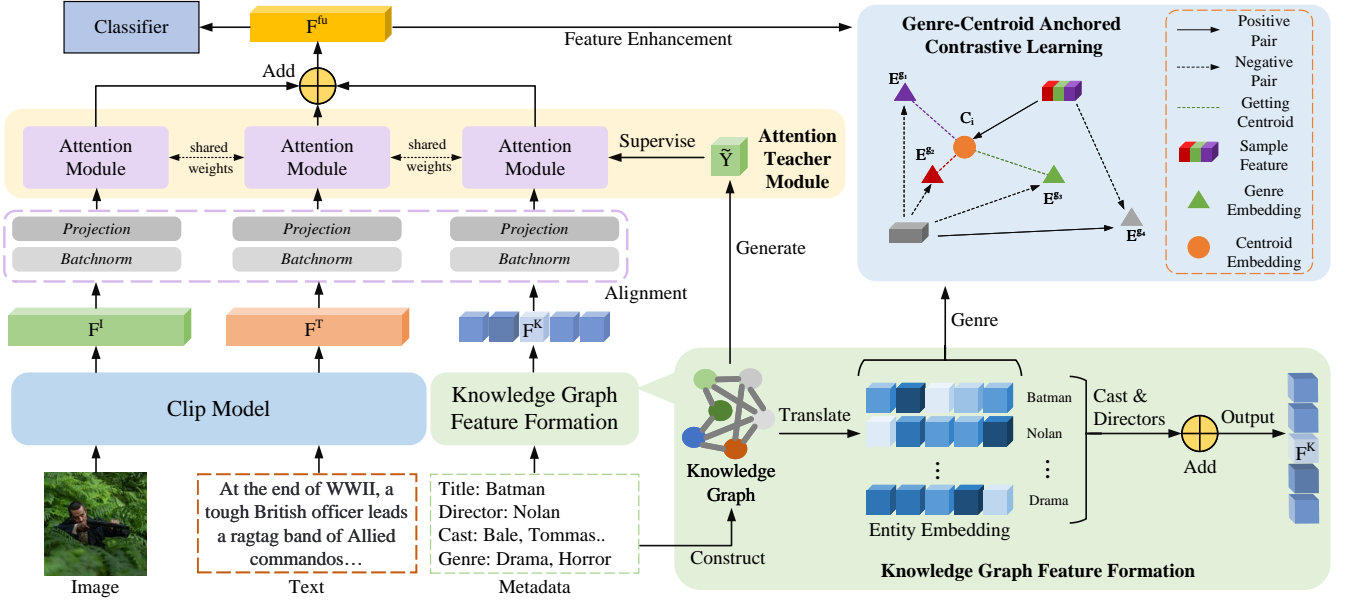 Classifier
F^fu
Feature Enhancement
Add
Genre-Centroid Anchored
Contrastive Learning
E^g1
C_i
E^g2
E^g3
E^g4
Positive
Pair
Negative
Pair
Getting
Centroid
Sample
Feature
Genre
Embedding
Centroid
Embedding
Attention
Module
shared
weights
Attention
Module
shared
weights
Attention
Module
Supervise
Ỹ
Attention
Teacher
Module
Projection
Batchnorm
Projection
Batchnorm
Projection
Batchnorm
Generate
Alignment
F^I
F^T
F^K
Genre
Clip Model
Knowledge Graph
Feature Formation
Translate
Knowledge
Graph
Batman
Nolan
Drama
Entity Embedding
Cast &
Directors
Add
Output
F^K
At the end of WWII, a
tough British officer leads
a ragtag band of Allied
commandos…
Title: Batman
Director: Nolan
Cast: Bale, Tommas..
Genre: Drama, Horror
Construct
Knowledge Graph Feature Formation
Image
Text
Metadata